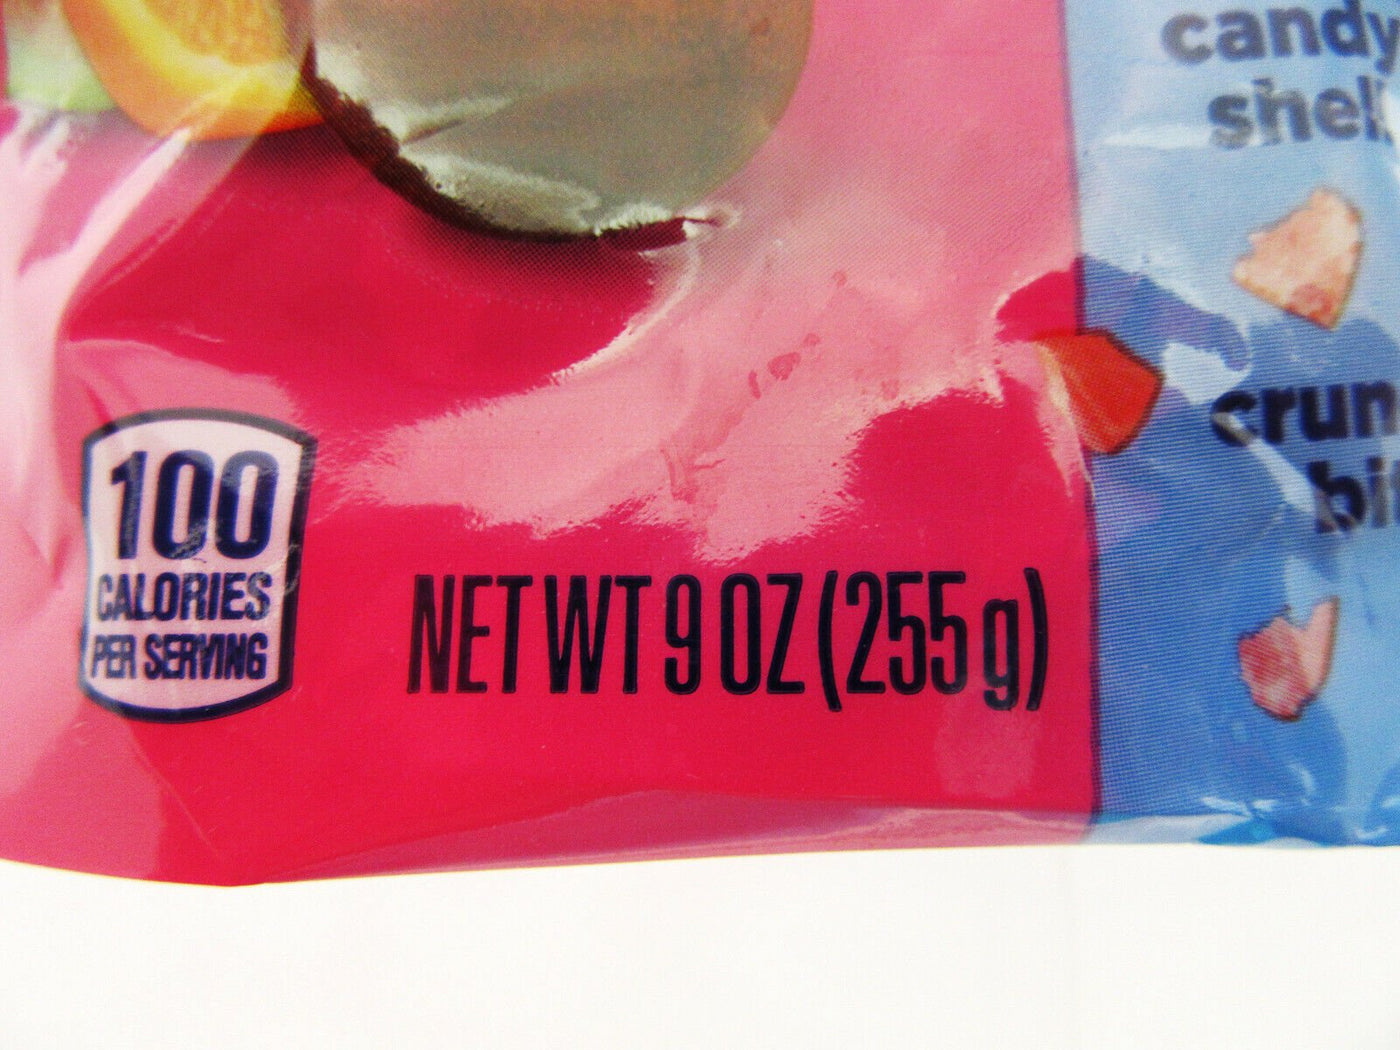 candy
shell
100
CALORIES
PER SERVING
NET WT 9 OZ (255 g)